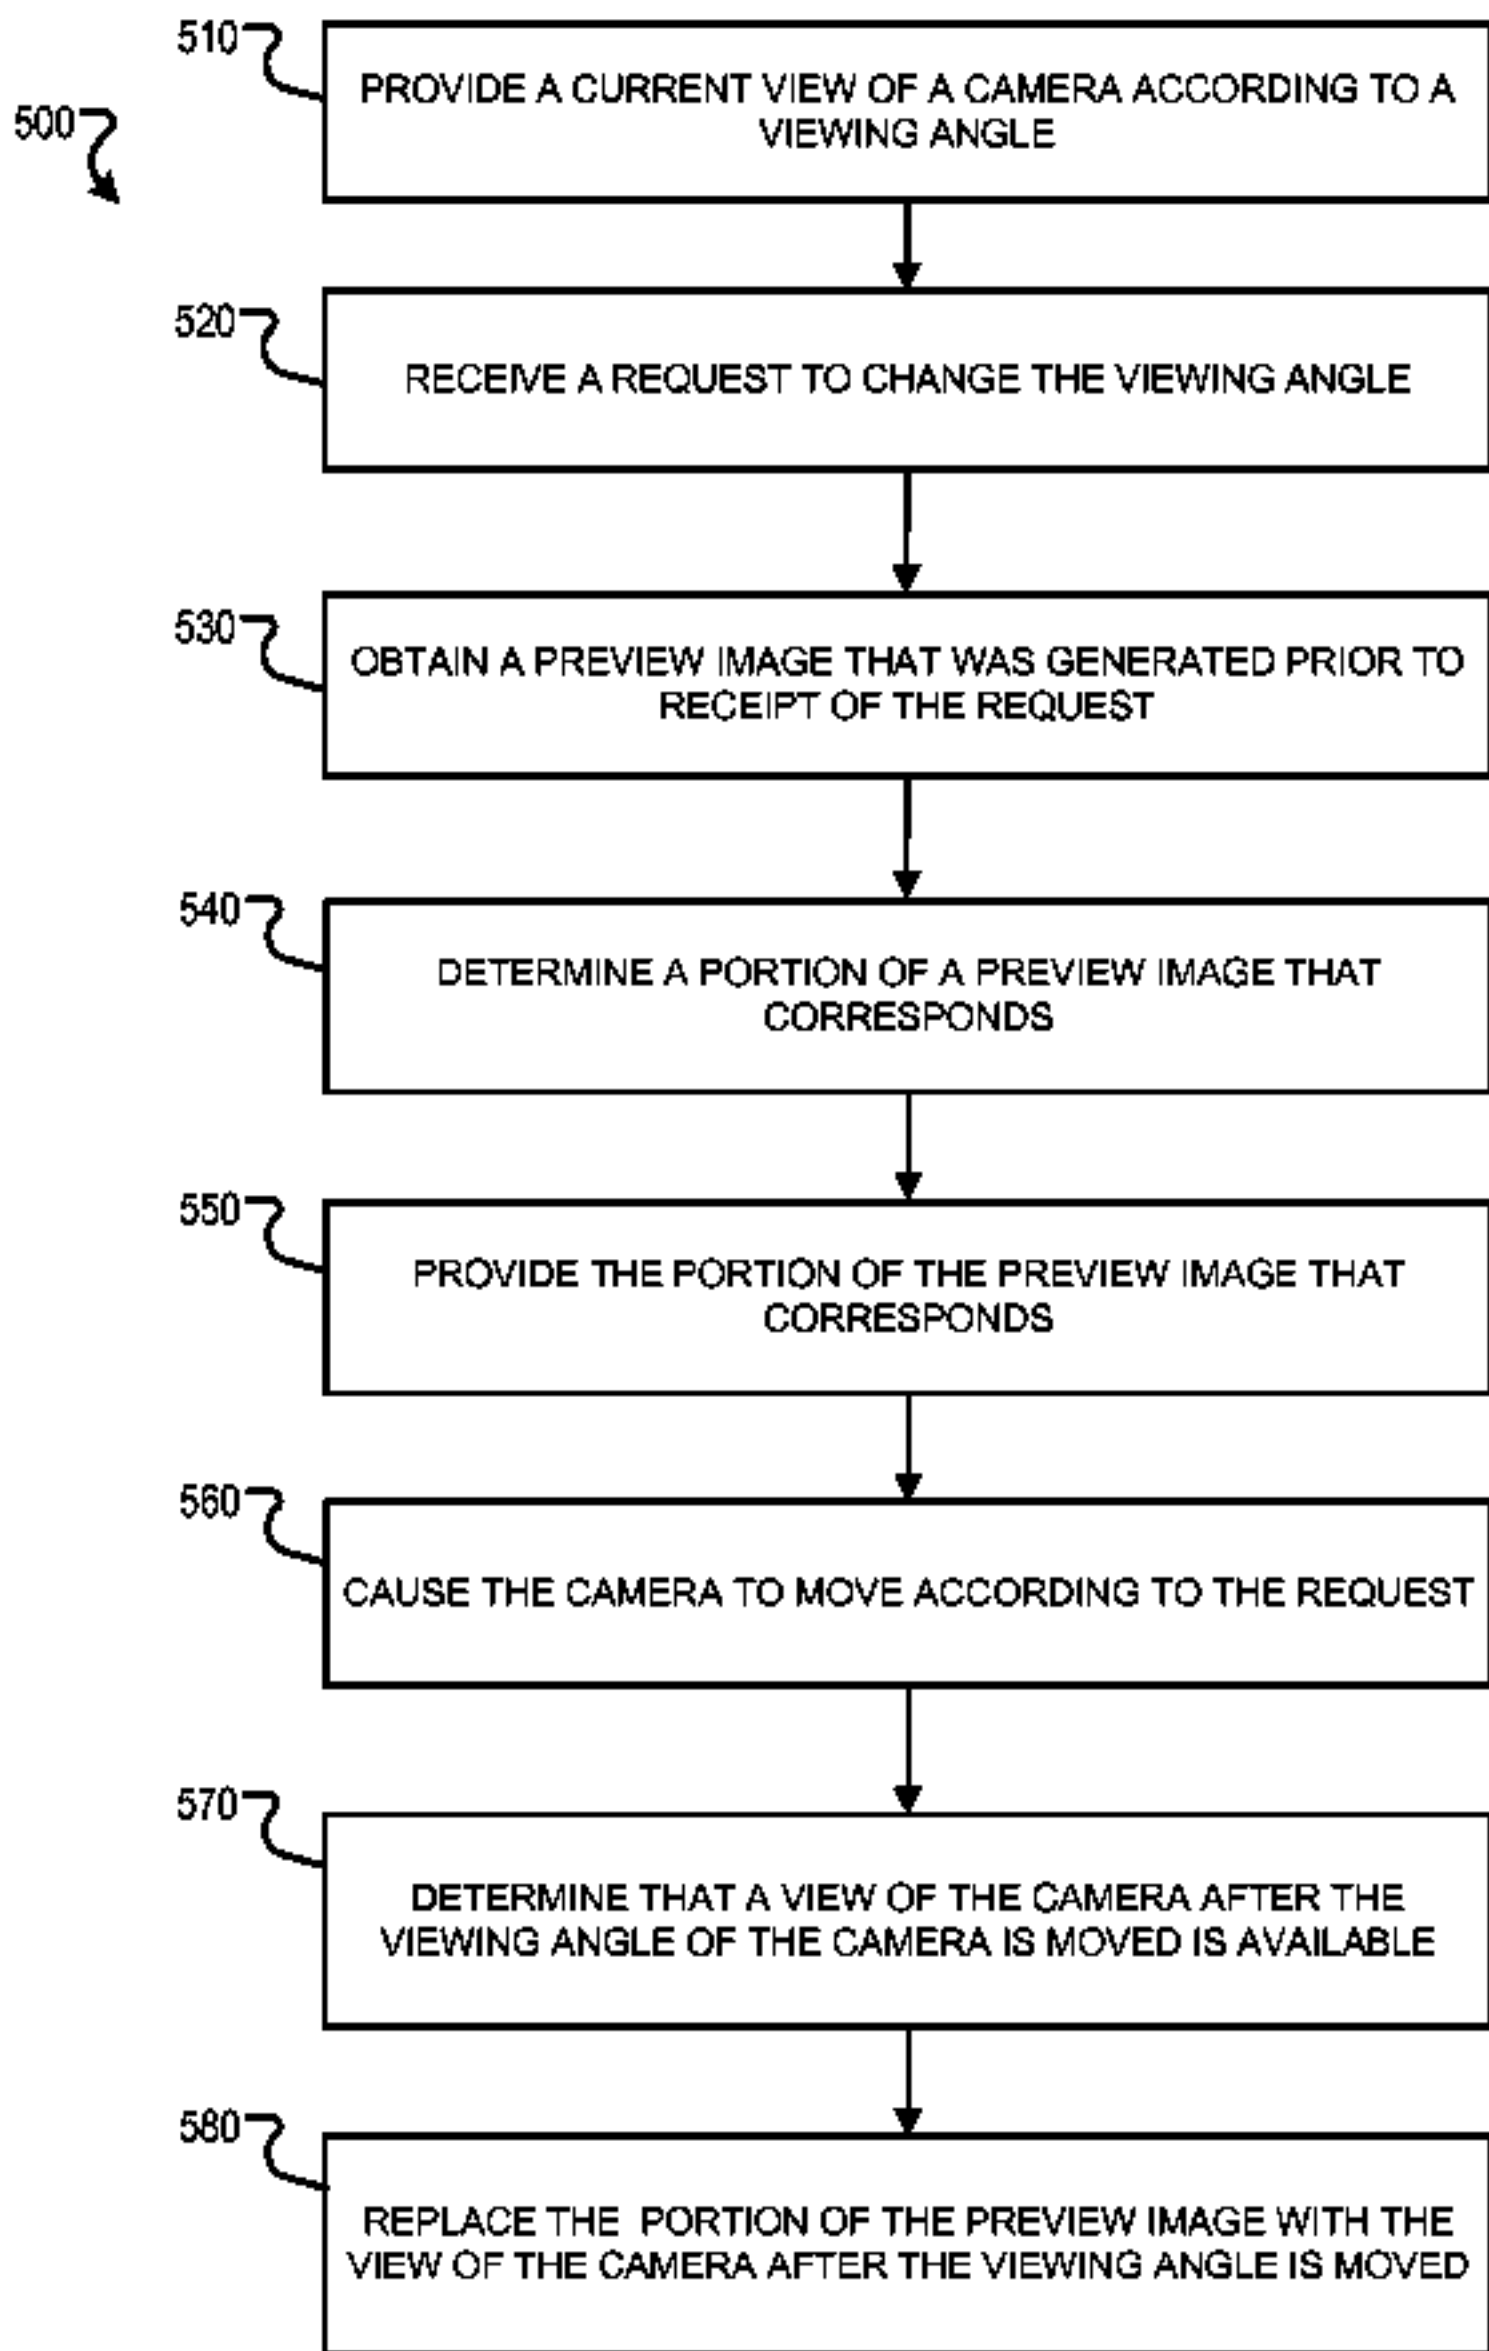 510
PROVIDE A CURRENT VIEW OF A CAMERA ACCORDING TO A
VIEWING ANGLE
500
520
RECEIVE A REQUEST TO CHANGE THE VIEWING ANGLE
530
OBTAIN A PREVIEW IMAGE THAT WAS GENERATED PRIOR TO
RECEIPT OF THE REQUEST
540
DETERMINE A PORTION OF A PREVIEW IMAGE THAT
CORRESPONDS
550
PROVIDE THE PORTION OF THE PREVIEW IMAGE THAT
CORRESPONDS
560
CAUSE THE CAMERA TO MOVE ACCORDING TO THE REQUEST
570
DETERMINE THAT A VIEW OF THE CAMERA AFTER THE
VIEWING ANGLE OF THE CAMERA IS MOVED IS AVAILABLE
580
REPLACE THE PORTION OF THE PREVIEW IMAGE WITH THE
VIEW OF THE CAMERA AFTER THE VIEWING ANGLE IS MOVED